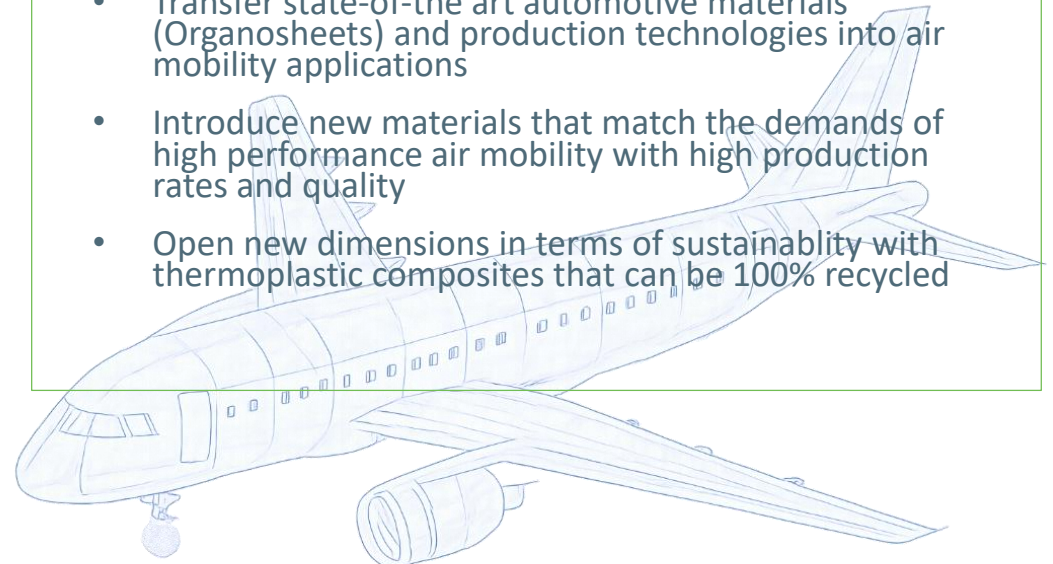 • Transfer state-of-the art automotive materials
(Organosheets) and production technologies into air
mobility applications
• Introduce new materials that match the demands of
high performance air mobility with high production
rates and quality
• Open new dimensions in terms of sustainablity with
thermoplastic composites that can be 100% recycled